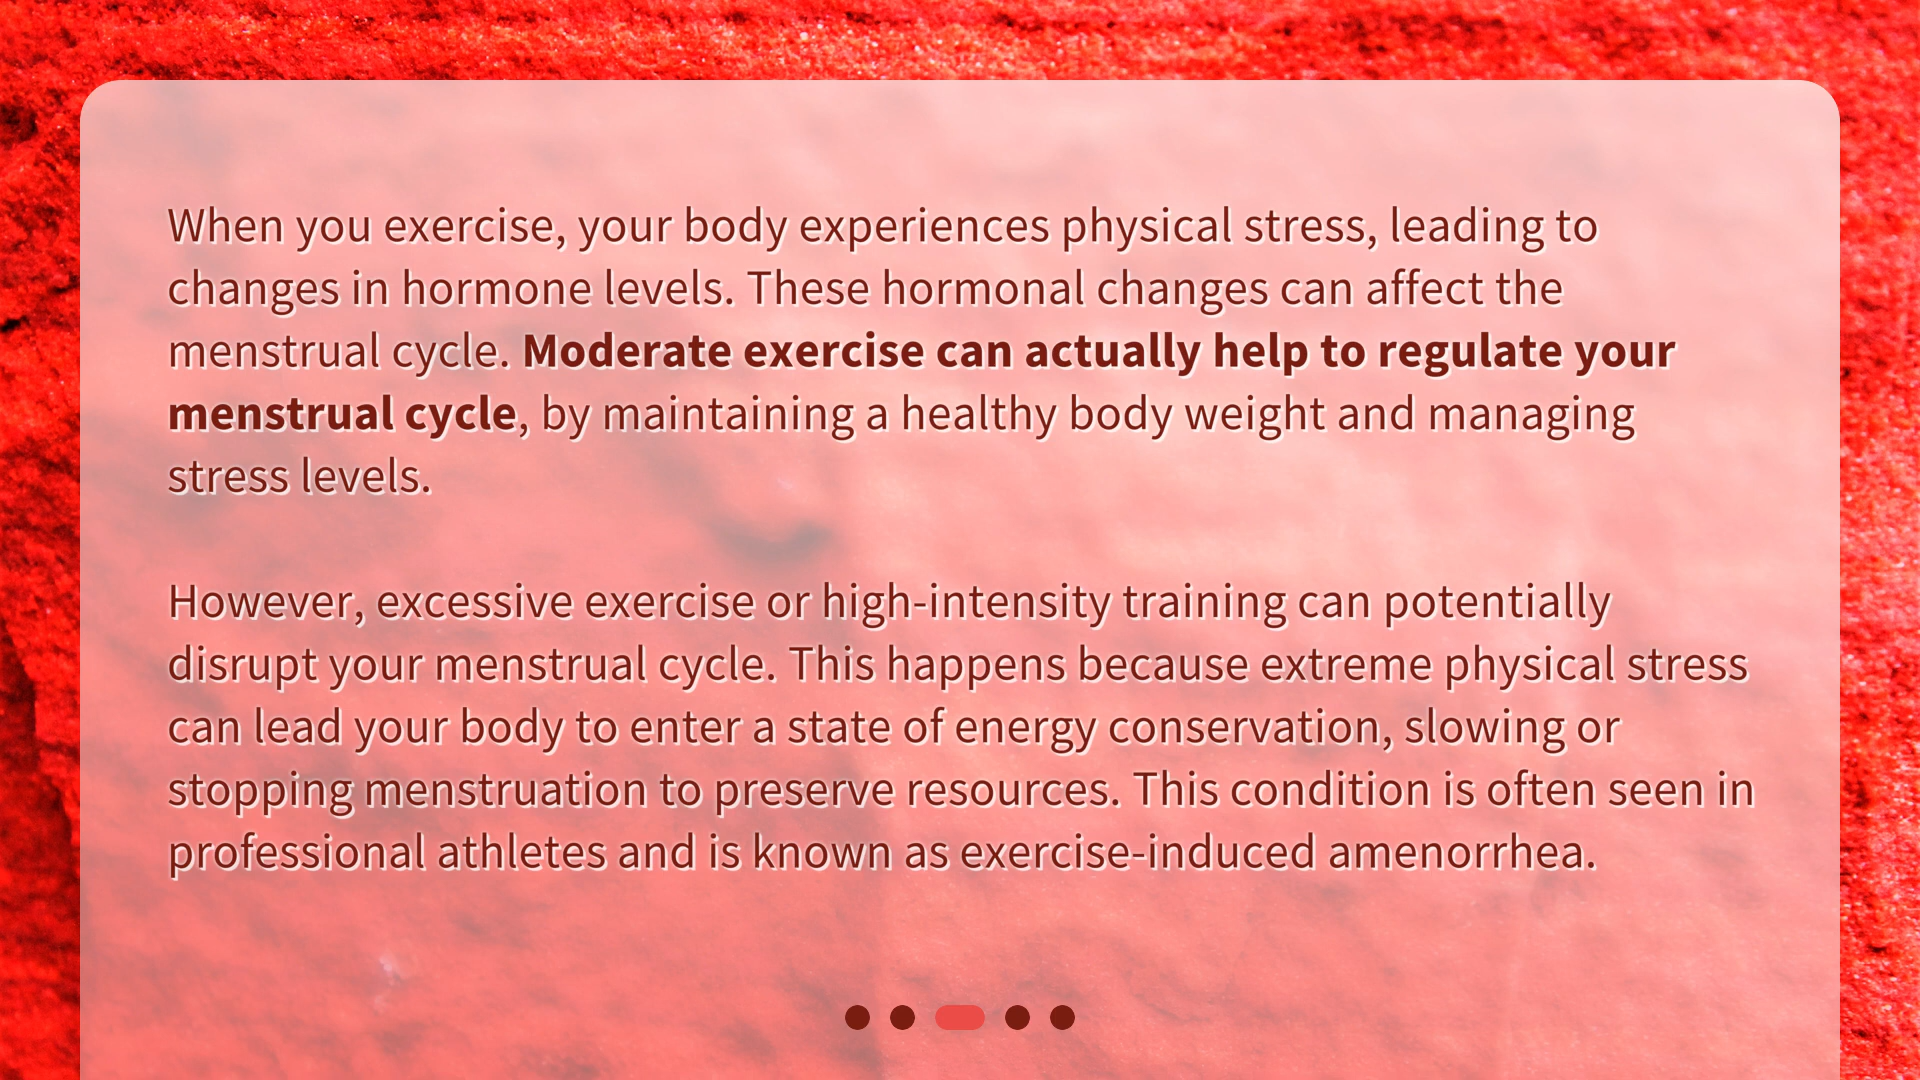 When you exercise, your body experiences physical stress, leading to
changes in hormone levels. These hormonal changes can affect the
menstrual cycle. Moderate exercise can actually help to regulate your
menstrual cycle, by maintaining a healthy body weight and managing
stress levels.
However, excessive exercise or high-intensity training can potentially
disrupt your menstrual cycle. This happens because extreme physical stress
can lead your body to enter a state of energy conservation, slowing or
stopping menstruation to preserve resources. This condition is often seen in
professional athletes and is known as exercise-induced amenorrhea.